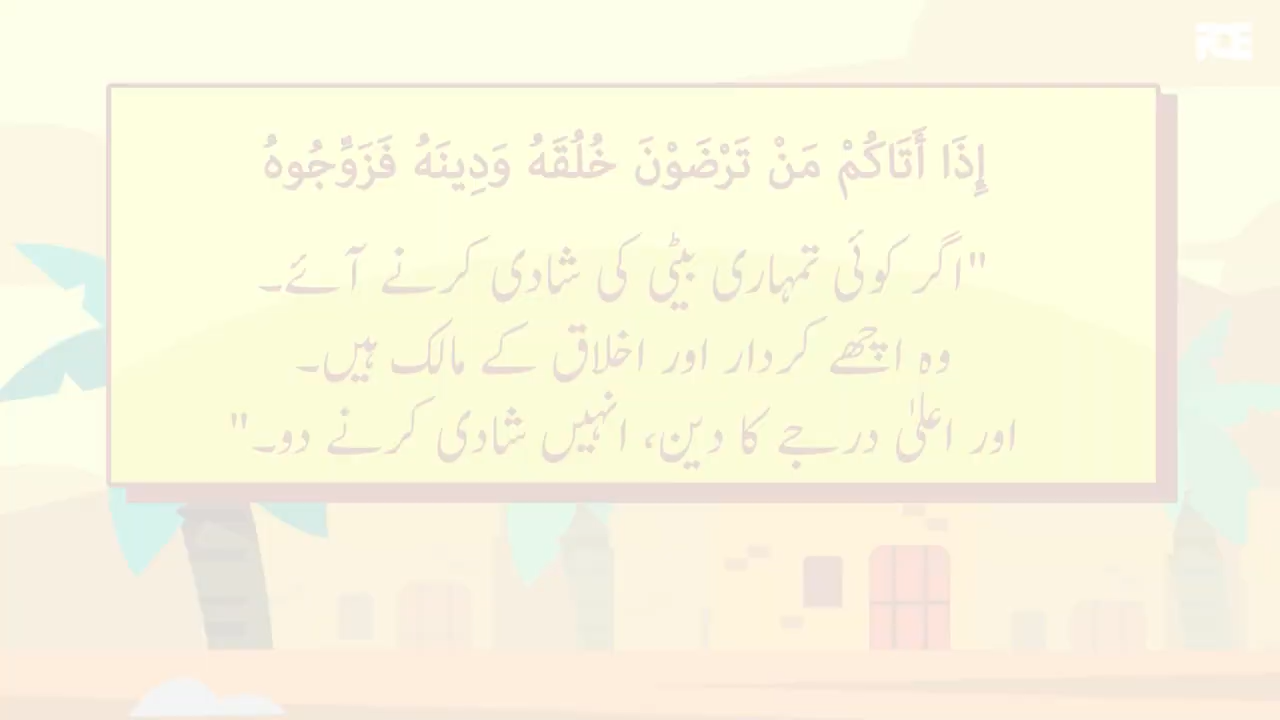 إِذَا أَتَاكُمْ مَنْ تَرْضَوْنَ خُلُقَهُ وَدِينَهُ فَزَوِّجُوهُ
"اگر کوئی تمہاری بیٹی کی شادی کرنے آئے۔
وہ اچھے کردار اور اخلاق کے مالک ہیں۔
اور اعلیٰ درجے کا دین، انہیں شادی کرنے دو۔"